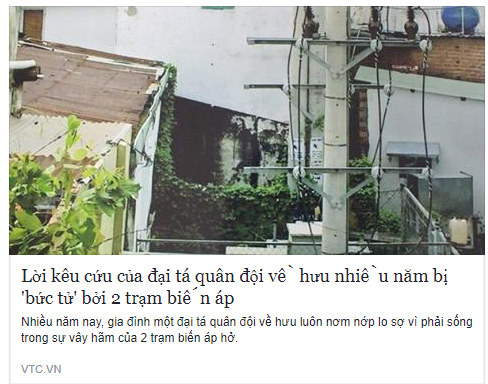 Lời kêu cứu của đại tá quân đội về hưu nhiều năm bị
'bức tử' bởi 2 trạm biến áp
Nhiều năm nay, gia đình một đại tá quân đội về hưu luôn nơm nớp lo sợ vì phải sống
trong sự vây hãm của 2 trạm biến áp hở.
VTC.VN